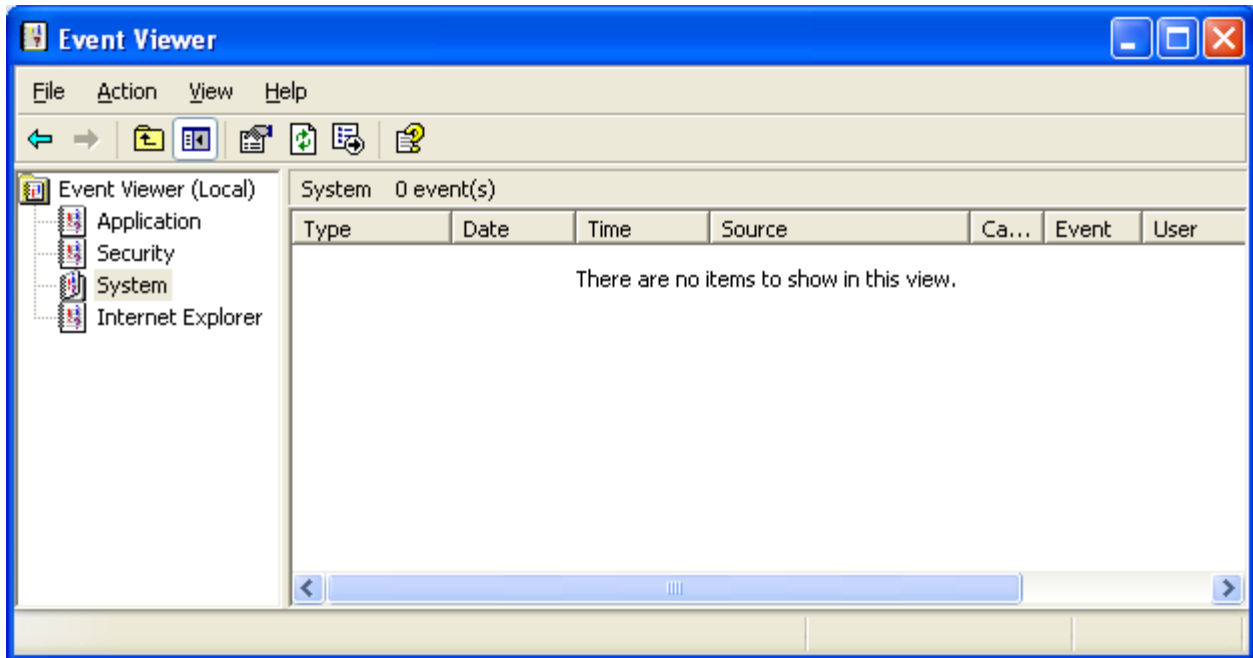 Event Viewer
File Action View Help
Event Viewer (Local)
Application
Security
System
Internet Explorer
System 0 event(s)
Type Date Time Source Ca... Event User
There are no items to show in this view.